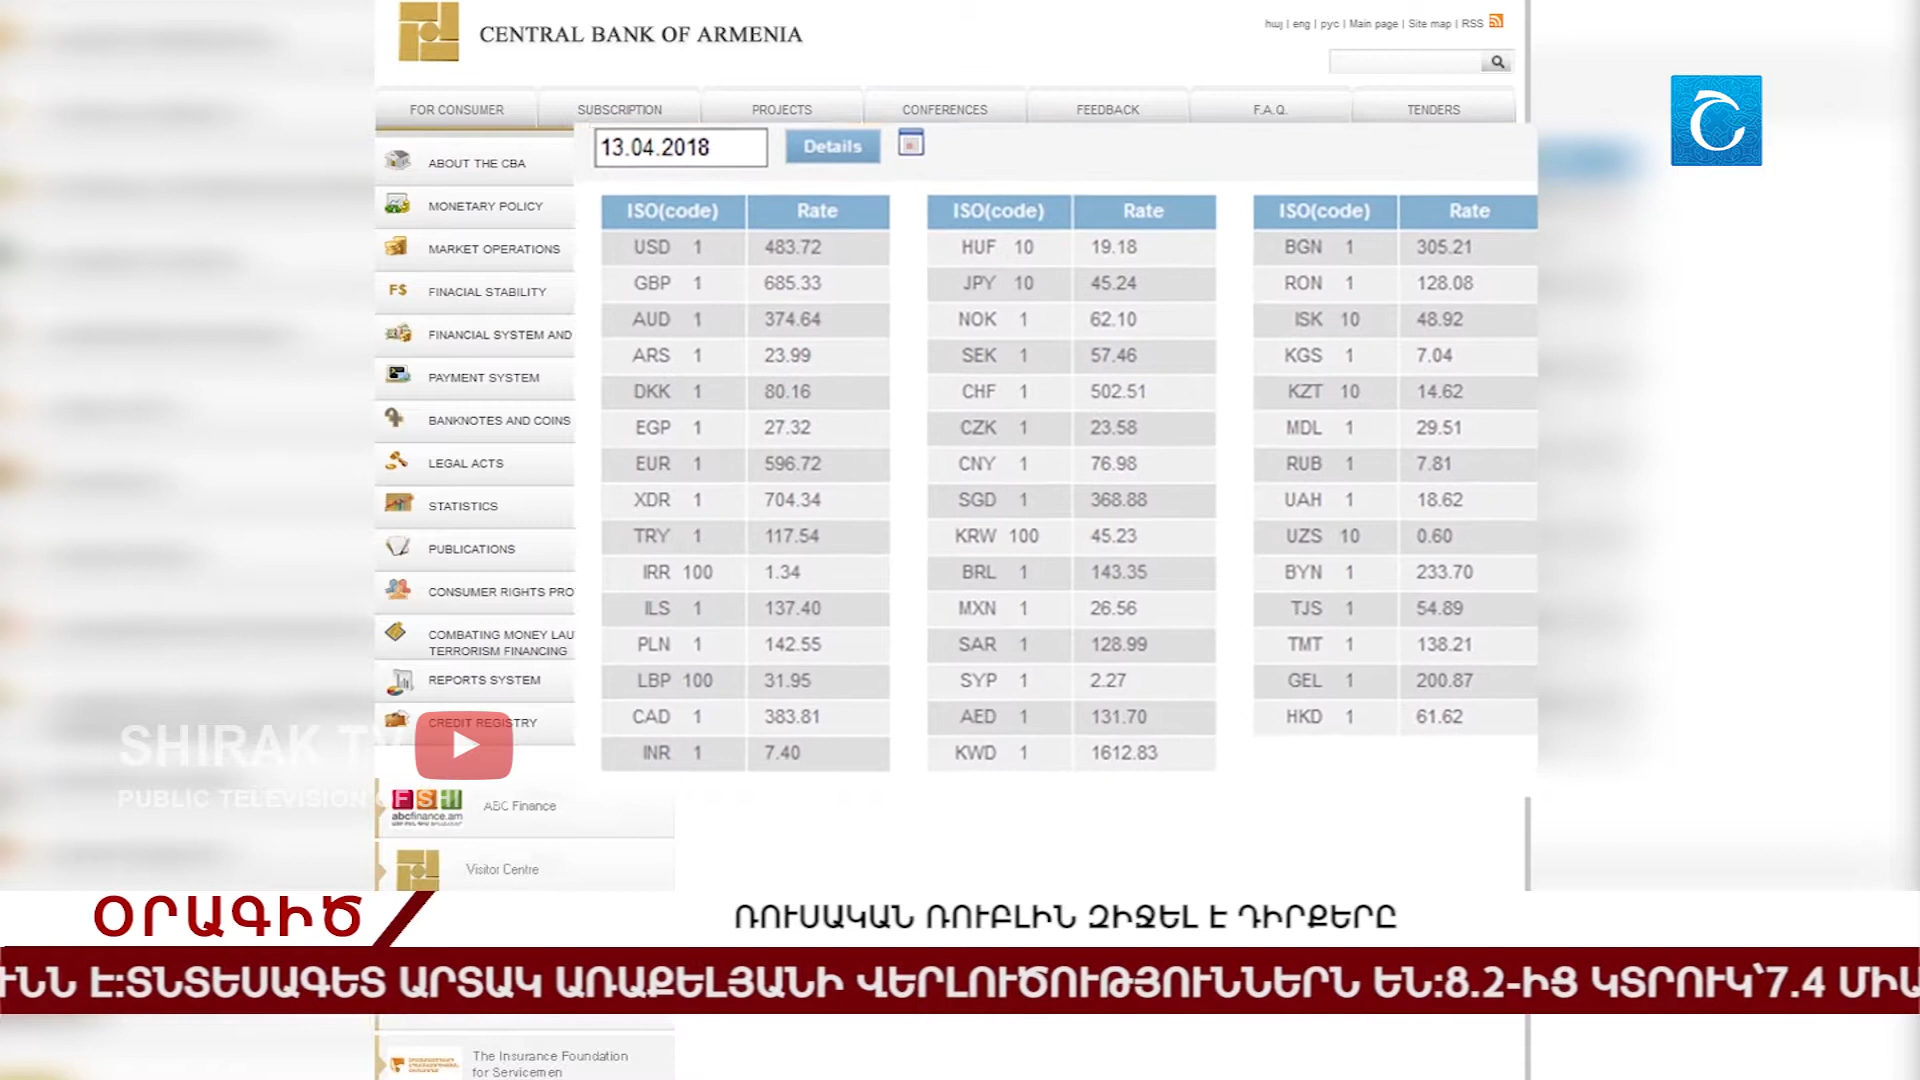 CENTRAL BANK OF ARMENIA
հայ | eng | рус | Main page | Site map | RSS
FOR CONSUMER SUBSCRIPTION PROJECTS CONFERENCES FEEDBACK F.A.Q. TENDERS
13.04.2018 Details
ABOUT THE CBA
MONETARY POLICY
MARKET OPERATIONS
FINACIAL STABILITY
FINANCIAL SYSTEM AND
PAYMENT SYSTEM
BANKNOTES AND COINS
LEGAL ACTS
STATISTICS
PUBLICATIONS
CONSUMER RIGHTS PRO
COMBATING MONEY LAU
TERRORISM FINANCING
REPORTS SYSTEM
CREDIT REGISTRY
ISO(code) Rate ISO(code) Rate ISO(code) Rate
USD 1 483.72 HUF 10 19.18 BGN 1 305.21
GBP 1 685.33 JPY 10 45.24 RON 1 128.08
AUD 1 374.64 NOK 1 62.10 ISK 10 48.92
ARS 1 23.99 SEK 1 57.46 KGS 1 7.04
DKK 1 80.16 CHF 1 502.51 KZT 10 14.62
EGP 1 27.32 CZK 1 23.58 MDL 1 29.51
EUR 1 596.72 CNY 1 76.98 RUB 1 7.81
XDR 1 704.34 SGD 1 368.88 UAH 1 18.62
TRY 1 117.54 KRW 100 45.23 UZS 10 0.60
IRR 100 1.34 BRL 1 143.35 BYN 1 233.70
ILS 1 137.40 MXN 1 26.56 TJS 1 54.89
PLN 1 142.55 SAR 1 128.99 TMT 1 138.21
LBP 100 31.95 SYP 1 2.27 GEL 1 200.87
CAD 1 383.81 AED 1 131.70 HKD 1 61.62
INR 1 7.40 KWD 1 1612.83
SHIRAK TV
PUBLIC TELEVISION OF SHI
abcfinance.am
ABC Finance
Visitor Centre
ՕՐԱԳԻԾ
ՌՈՒՍԱԿԱՆ ՌՈՒԲԼԻՆ ԶԻՋԵԼ Է ԴԻՐՔԵՐԸ
ՒՆՆ Է:ՏՆՏԵՍԱԳԵՏ ԱՐՏԱԿ ԱՌԱՔԵԼՅԱՆԻ ՎԵՐԼՈՒԾՈՒԹՅՈՒՆՆԵՐՆ ԵՆ:8.2-ԻՑ ԿՏՐՈՒԿ՝7.4 ՄԻԱ
The Insurance Foundation
for Servicemen